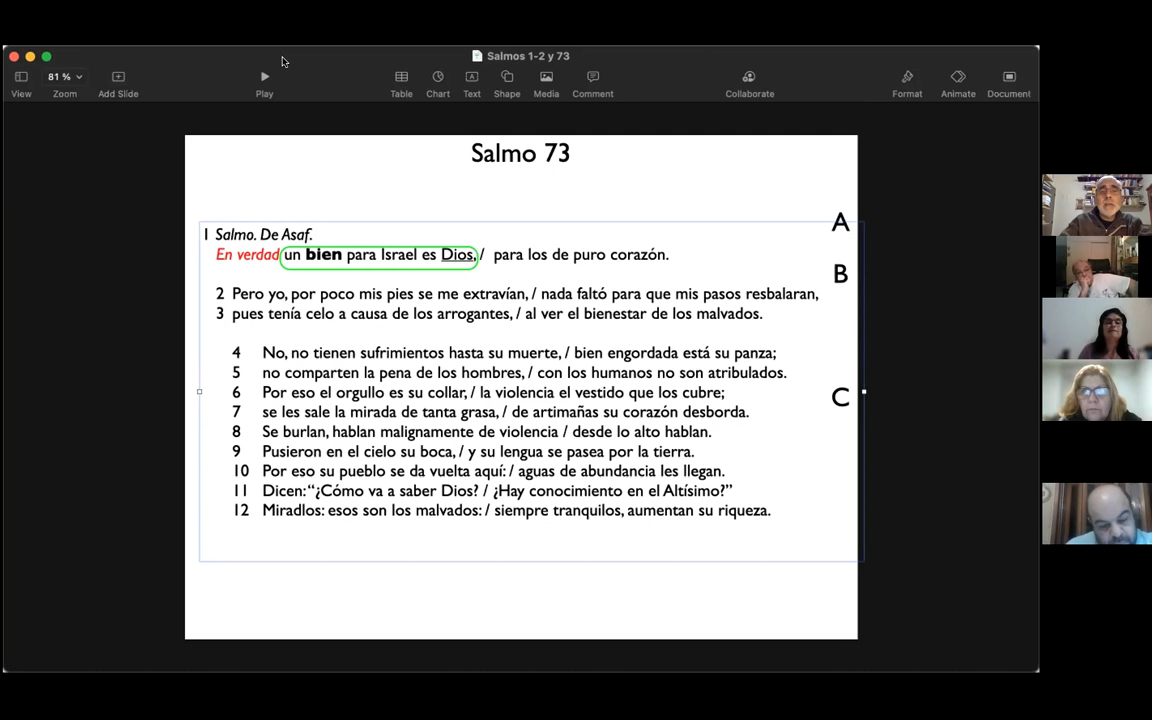 Salmos 1-2 y 73
81 %
View Zoom Add Slide Play Table Chart Text Shape Media Comment Collaborate Format Animate Document
Salmo 73
A
1 Salmo. De Asaf.
En verdad un bien para Israel es Dios, / para los de puro corazón.
B
2 Pero yo, por poco mis pies se me extravían, / nada faltó para que mis pasos resbalaran,
3 pues tenía celo a causa de los arrogantes, / al ver el bienestar de los malvados.
4 No, no tienen sufrimientos hasta su muerte, / bien engordada está su panza;
5 no comparten la pena de los hombres, / con los humanos no son atribulados.
6 Por eso el orgullo es su collar, / la violencia el vestido que los cubre;
C
7 se les sale la mirada de tanta grasa, / de artimañas su corazón desborda.
8 Se burlan, hablan malignamente de violencia / desde lo alto hablan.
9 Pusieron en el cielo su boca, / y su lengua se pasea por la tierra.
10 Por eso su pueblo se da vuelta aquí: / aguas de abundancia les llegan.
11 Dicen: “¿Cómo va a saber Dios? / ¿Hay conocimiento en el Altísimo?”
12 Miradlos: esos son los malvados: / siempre tranquilos, aumentan su riqueza.